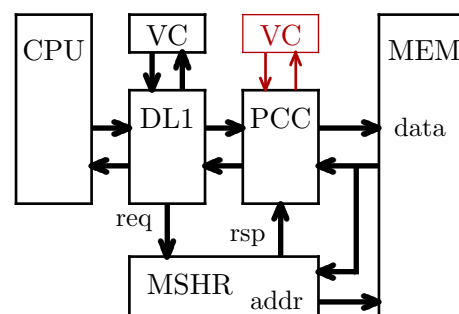 VC
VC
CPU
MEM
DL1
PCC
data
req
rsp
MSHR
addr